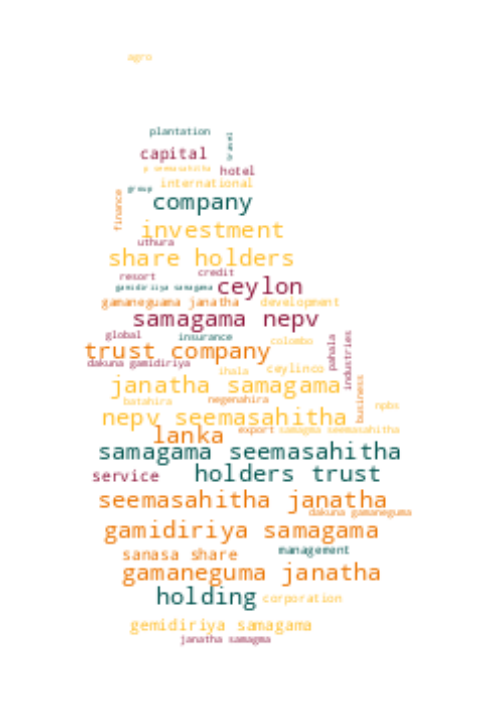 agro
plantation
travel
capital
p seemasahitha
hotel
international
group
finance
company
investment
uthura
share holders
resort
credit
gamidiriiya samagama
ceylon
gamaneguama janatha
development
samagama nepv
global
insurance
colombo
pahala
industries
trust company
dakuna gamidiriya
ihala
ceylinco
janatha samagama
business
batahira
negenahira
npbs
nepv seemasahitha
lanka
export
samagma seemasahitha
samagama seemasahitha
service
holders trust
seemasahitha janatha
dakuna gamaneguma
gamidiriya samagama
sanasa share
management
gamaneguma janatha
holding
corporation
gemidiriya samagama
janatha samagma